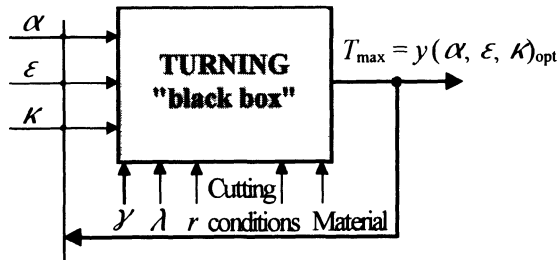 α
ε
κ
TURNING
"black box"
T_max = y(α, ε, κ)_opt
Cutting
γ λ r conditions Material